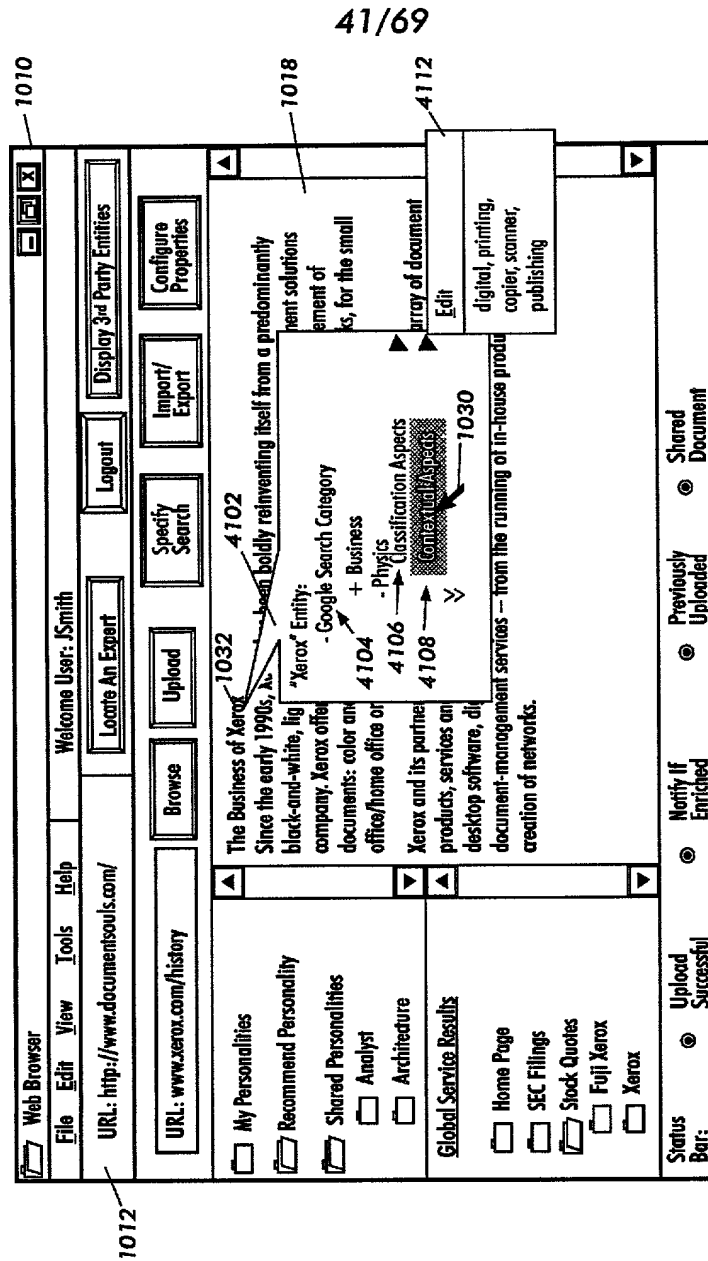 41/69
1010
Web Browser
File Edit View Tools Help
Welcome User: JSmith
1012
URL: http://www.documentsouls.com/
Locate An Expert
Logout
Display 3rd Party Entities
URL: www.xerox.com/history
Browse
Upload
Specify
Search
Import/
Export
Configure
Properties
My Personalities
Recommend Personality
Shared Personalities
Analyst
Architecture
Global Service Results
Home Page
SEC Filings
Stock Quotes
Fuji Xerox
Xerox
1032
4102
1018
The Business of Xerox
Since the early 1990s, been boldly reinventing itself from a predominantly
black-and-white, lig nent solutions
company. Xerox offe ement of
documents: color and ks, for the small
office/home office or
Xerox and its partne array of document
products, services an
desktop software, di
document-management services – from the running of in-house produ
creation of networks.
"Xerox" Entity:
- Google Search Category
4104
+ Business
- Physics
4106
Classification Aspects
4108
Contextual Aspects
1030
4112
Edit
digital, printing,
copier, scanner,
publishing
Status
Bar:
Upload
Successful
Notify If
Enriched
Previously
Uploaded
Shared
Document